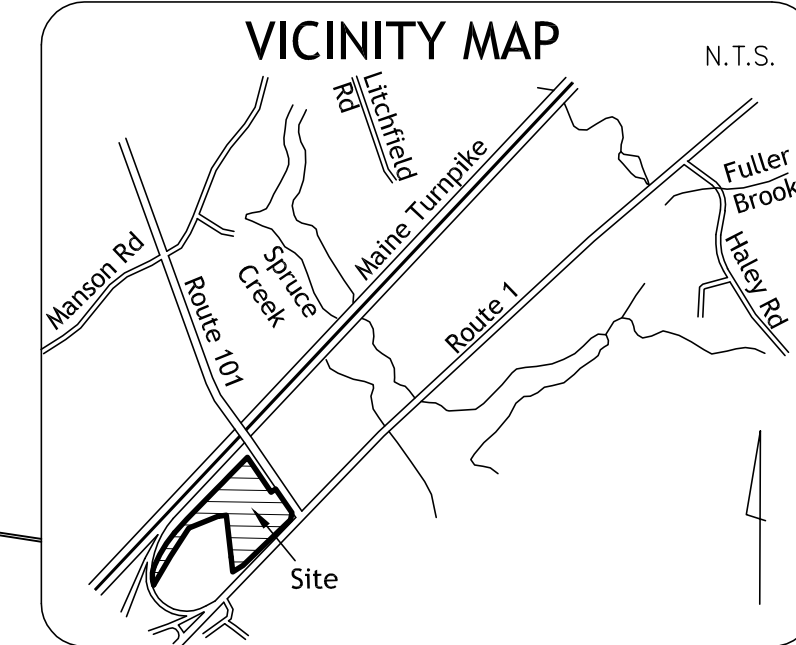 VICINITY MAP
N.T.S.
Litchfield
Rd
Maine Turnpike
Fuller
Brook
Manson Rd
Spruce
Creek
Haley Rd
Route 101
Route 1
Site